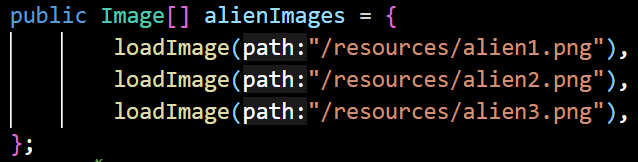 public Image[] alienImages = {
loadImage(path:"/resources/alien1.png"),
loadImage(path:"/resources/alien2.png"),
loadImage(path:"/resources/alien3.png"),
};